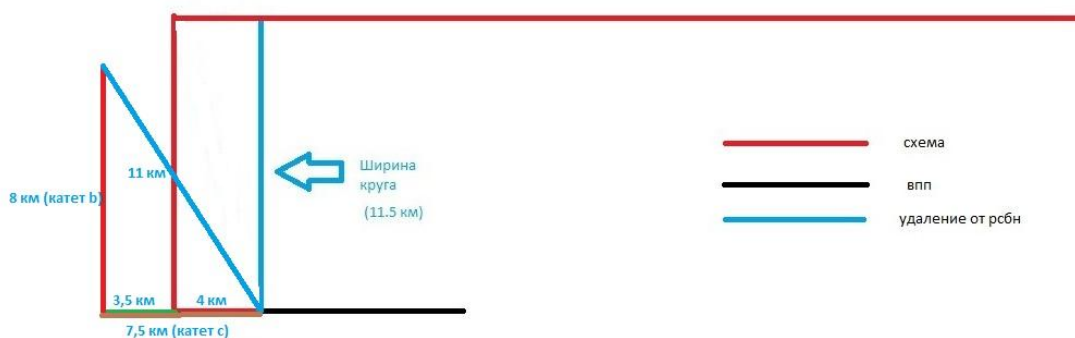 8 км (катет b)
11 км
3,5 км
4 км
7,5 км (катет с)
Ширина
круга
(11.5 км)
схема
впп
удаление от рсбн